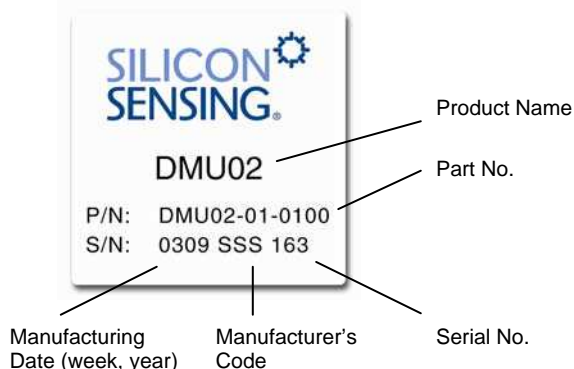 SILICON
SENSING®
DMU02
P/N: DMU02-01-0100
S/N: 0309 SSS 163
Product Name
Part No.
Manufacturing
Date (week, year)
Manufacturer's
Code
Serial No.